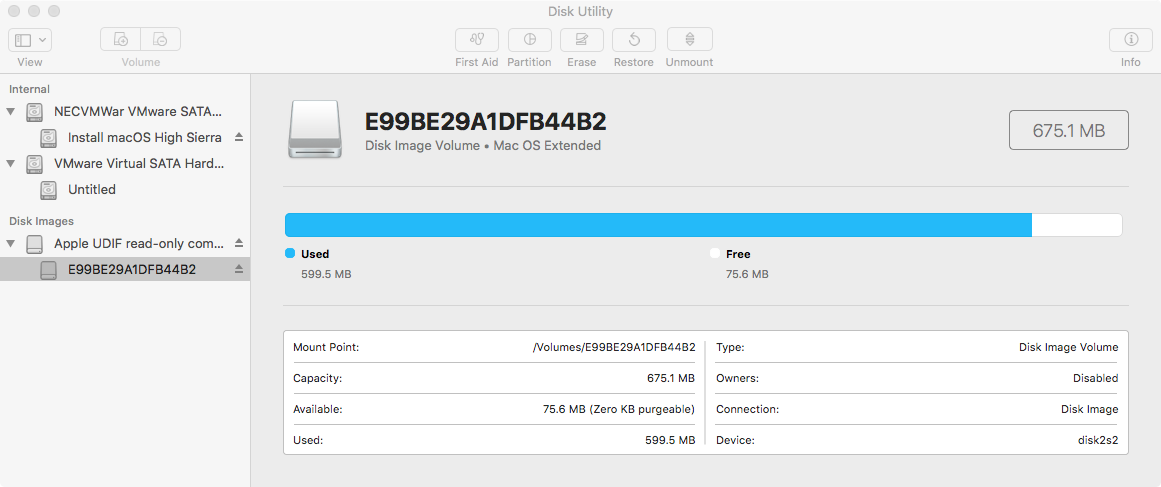 Disk Utility
View
Volume
First Aid
Partition
Erase
Restore
Unmount
Info
Internal
NECVMWar VMware SATA...
Install macOS High Sierra
VMware Virtual SATA Hard...
Untitled
Disk Images
Apple UDIF read-only com...
E99BE29A1DFB44B2
E99BE29A1DFB44B2
Disk Image Volume • Mac OS Extended
675.1 MB
Used
599.5 MB
Free
75.6 MB
Mount Point: /Volumes/E99BE29A1DFB44B2
Capacity: 675.1 MB
Available: 75.6 MB (Zero KB purgeable)
Used: 599.5 MB
Type: Disk Image Volume
Owners: Disabled
Connection: Disk Image
Device: disk2s2